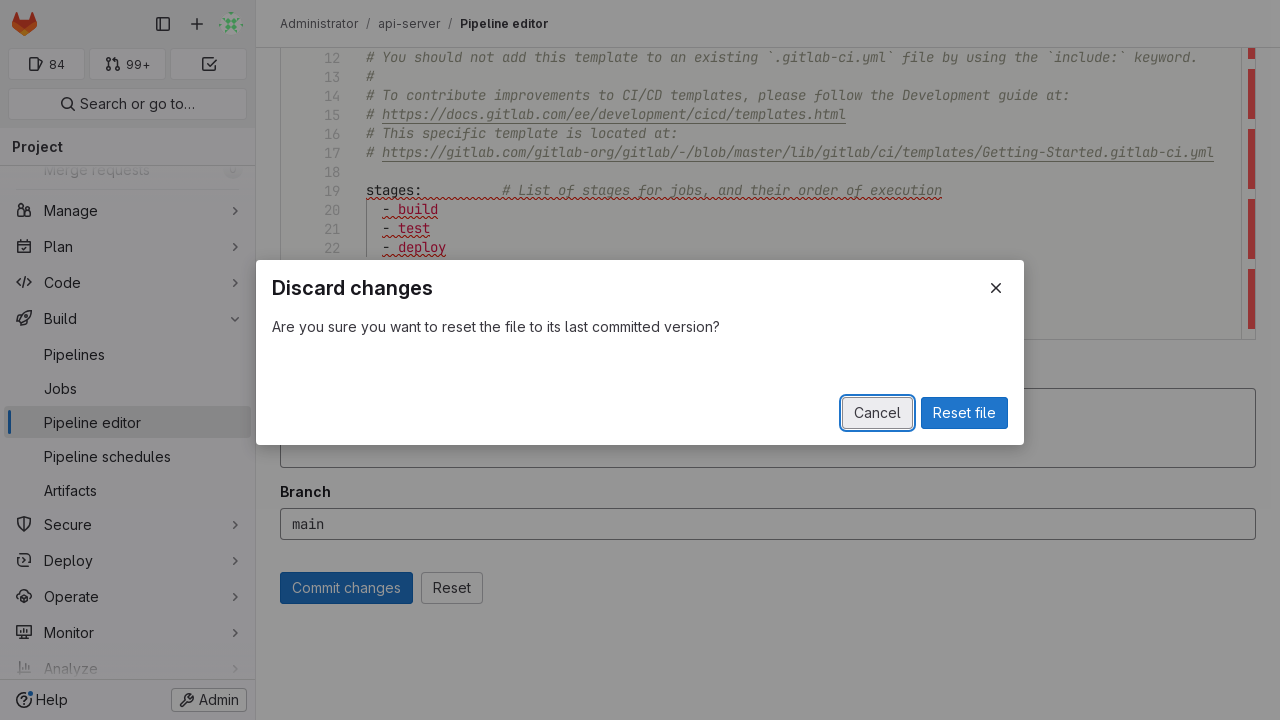 84
99+
Search or go to…
Project
Merge requests
Manage
Plan
Code
Build
Pipelines
Jobs
Pipeline editor
Pipeline schedules
Artifacts
Secure
Deploy
Operate
Monitor
Analyze
Help
Admin
Administrator / api-server / Pipeline editor
12 # You should not add this template to an existing `.gitlab-ci.yml` file by using the `include:` keyword.
13 #
14 # To contribute improvements to CI/CD templates, please follow the Development guide at:
15 # https://docs.gitlab.com/ee/development/cicd/templates.html
16 # This specific template is located at:
17 # https://gitlab.com/gitlab-org/gitlab/-/blob/master/lib/gitlab/ci/templates/Getting-Started.gitlab-ci.yml
18
19 stages:          # List of stages for jobs, and their order of execution
20 - build
21 - test
22 - deploy
Discard changes
Are you sure you want to reset the file to its last committed version?
Cancel
Reset file
Branch
main
Commit changes
Reset